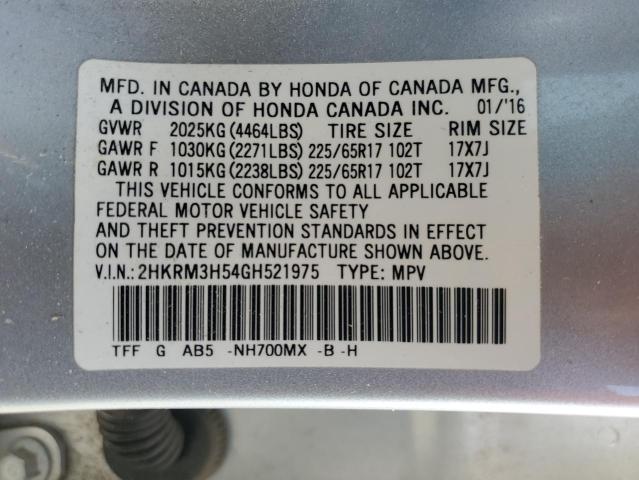 MFD. IN CANADA BY HONDA OF CANADA MFG.,
A DIVISION OF HONDA CANADA INC. 01/'16
GVWR 2025KG(4464LBS) TIRE SIZE RIM SIZE
GAWR F 1030KG(2271LBS) 225/65R17 102T 17X7J
GAWR R 1015KG(2238LBS) 225/65R17 102T 17X7J
THIS VEHICLE CONFORMS TO ALL APPLICABLE
FEDERAL MOTOR VEHICLE SAFETY
AND THEFT PREVENTION STANDARDS IN EFFECT
ON THE DATE OF MANUFACTURE SHOWN ABOVE.
V.I.N.: 2HKRM3H54GH521975 TYPE: MPV
TFF G AB5 -NH700MX -B -H